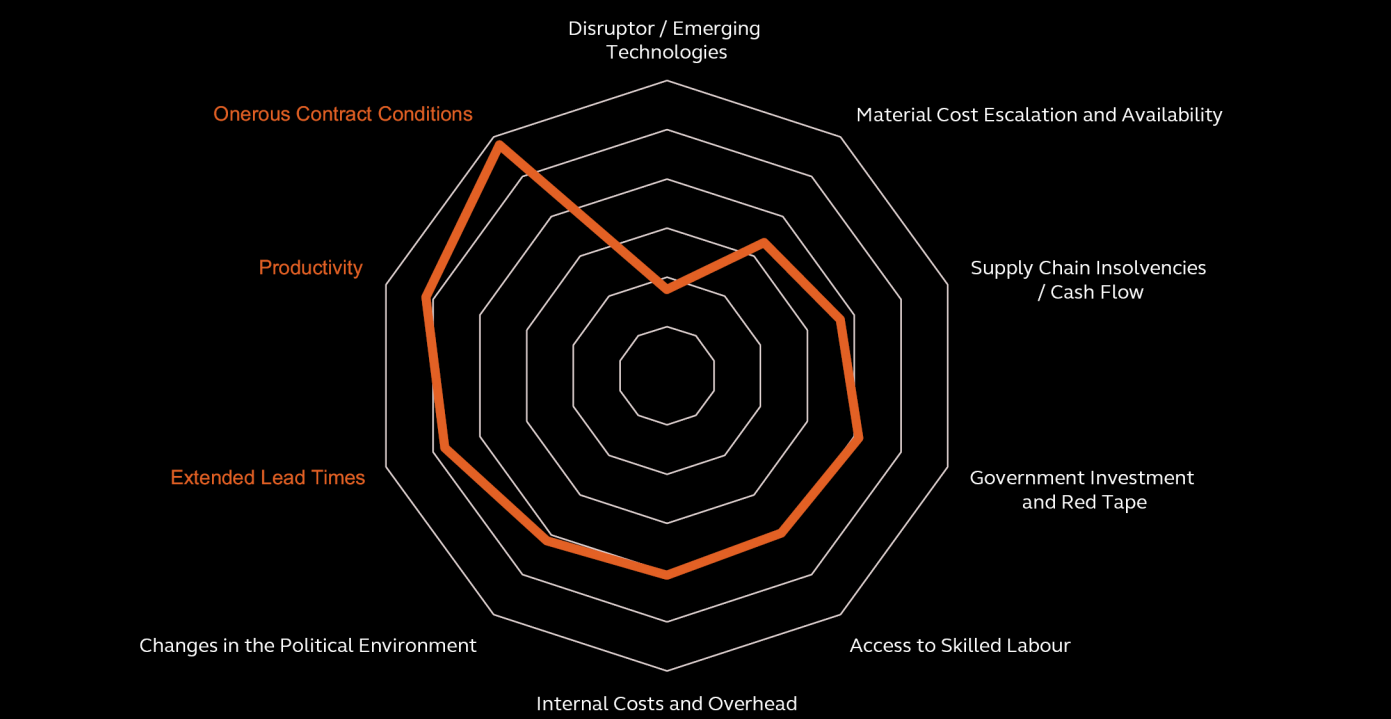 Disruptor / Emerging
Technologies
Onerous Contract Conditions
Material Cost Escalation and Availability
Productivity
Supply Chain Insolvencies
/ Cash Flow
Extended Lead Times
Government Investment
and Red Tape
Changes in the Political Environment
Access to Skilled Labour
Internal Costs and Overhead